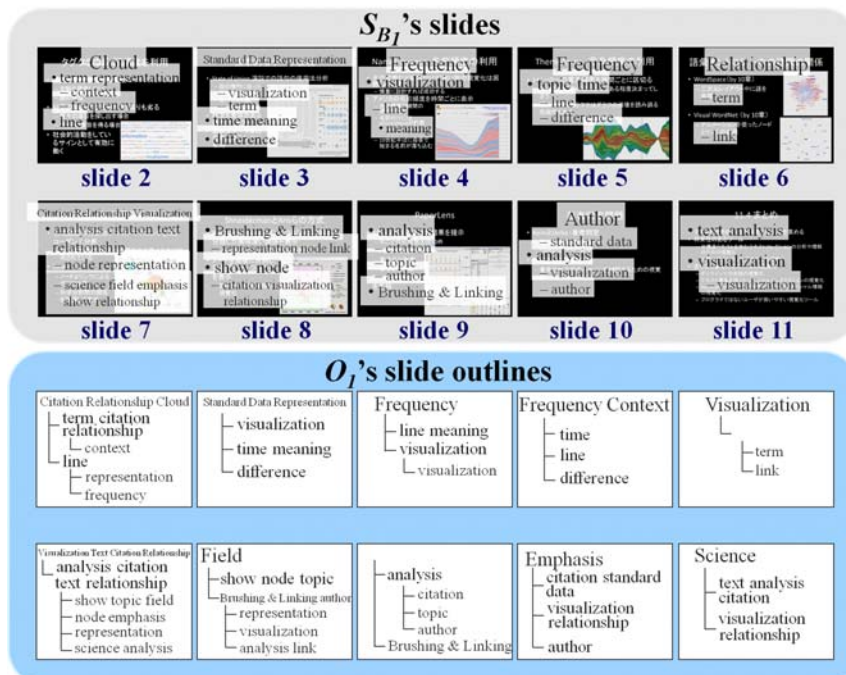 S_B1's slides
Cloud
• term representation
– context
– frequency
• line
slide 2
Standard Data Representation
– visualization
– term
• time meaning
• difference
slide 3
Frequency
• visualization
– line
• meaning
slide 4
Frequency
• topic time
– line
– difference
slide 5
Relationship
– term
– link
slide 6
Citation Relationship Visualization
• analysis citation text
relationship
– node representation
– science field emphasis
show relationship
slide 7
• Brushing & Linking
– representation node link
• show node
– citation visualization
relationship
slide 8
PaperLens
• analysis
– citation
– topic
– author
• Brushing & Linking
slide 9
Author
– standard data
• analysis
– visualization
– author
slide 10
• text analysis
• visualization
– visualization
slide 11
O_1's slide outlines
Citation Relationship Cloud
term citation
relationship
context
line
representation
frequency
Standard Data Representation
visualization
time meaning
difference
Frequency
line meaning
visualization
visualization
Frequency Context
time
line
difference
Visualization
term
link
Visualization Text Citation Relationship
analysis citation
text relationship
show topic field
node emphasis
representation
science analysis
Field
show node topic
Brushing & Linking author
representation
visualization
analysis link
analysis
citation
topic
author
Brushing & Linking
Emphasis
citation standard
data
visualization
relationship
author
Science
text analysis
citation
visualization
relationship